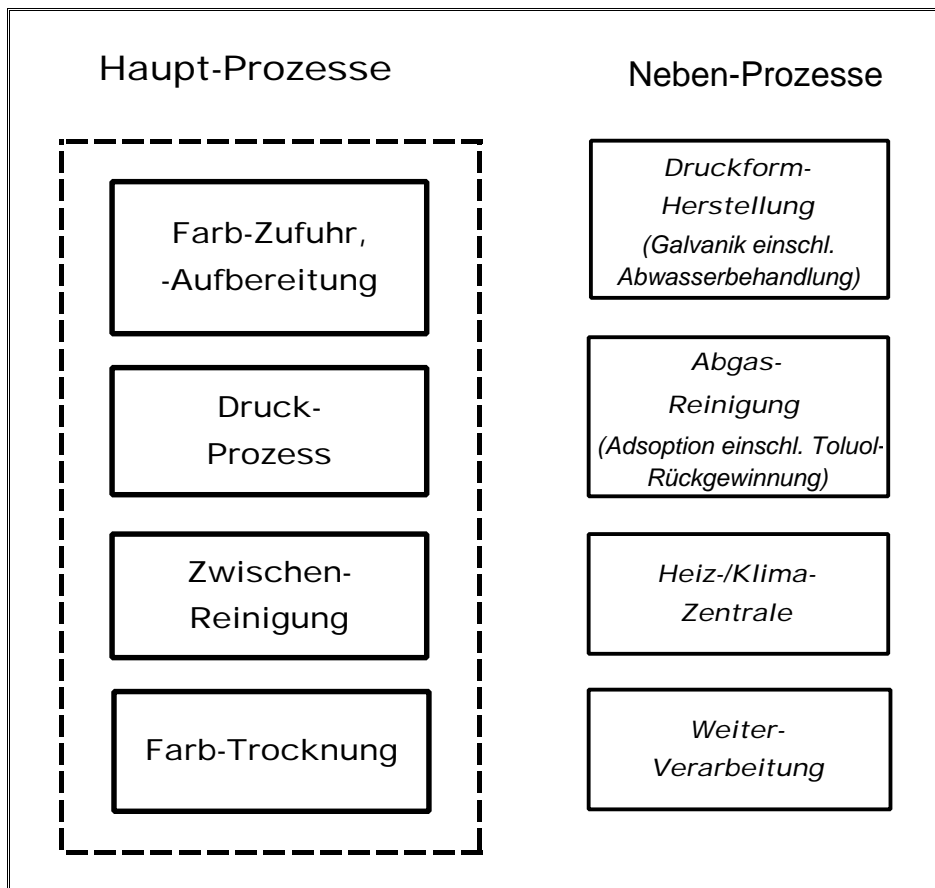 Haupt-Prozesse
Farb-Zufuhr,
-Aufbereitung
Druck-
Prozess
Zwischen-
Reinigung
Farb-Trocknung
Neben-Prozesse
Druckform-
Herstellung
(Galvanik einschl.
Abwasserbehandlung)
Abgas-
Reinigung
(Adsoption einschl. Toluol-
Rückgewinnung)
Heiz-/Klima-
Zentrale
Weiter-
Verarbeitung